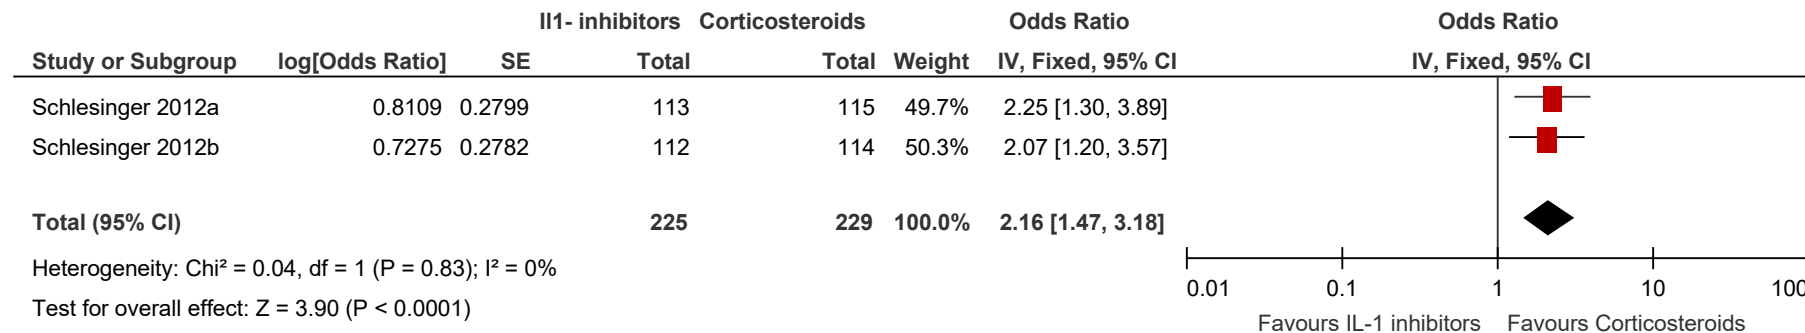 Il1- inhibitors Corticosteroids Odds Ratio Odds Ratio
Study or Subgroup log[Odds Ratio] SE Total Total Weight IV, Fixed, 95% CI IV, Fixed, 95% CI
Schlesinger 2012a 0.8109 0.2799 113 115 49.7% 2.25 [1.30, 3.89]
Schlesinger 2012b 0.7275 0.2782 112 114 50.3% 2.07 [1.20, 3.57]
Total (95% CI) 225 229 100.0% 2.16 [1.47, 3.18]
Heterogeneity: Chi² = 0.04, df = 1 (P = 0.83); I² = 0%
Test for overall effect: Z = 3.90 (P < 0.0001)
0.01 0.1 1 10 100
Favours IL-1 inhibitors Favours Corticosteroids